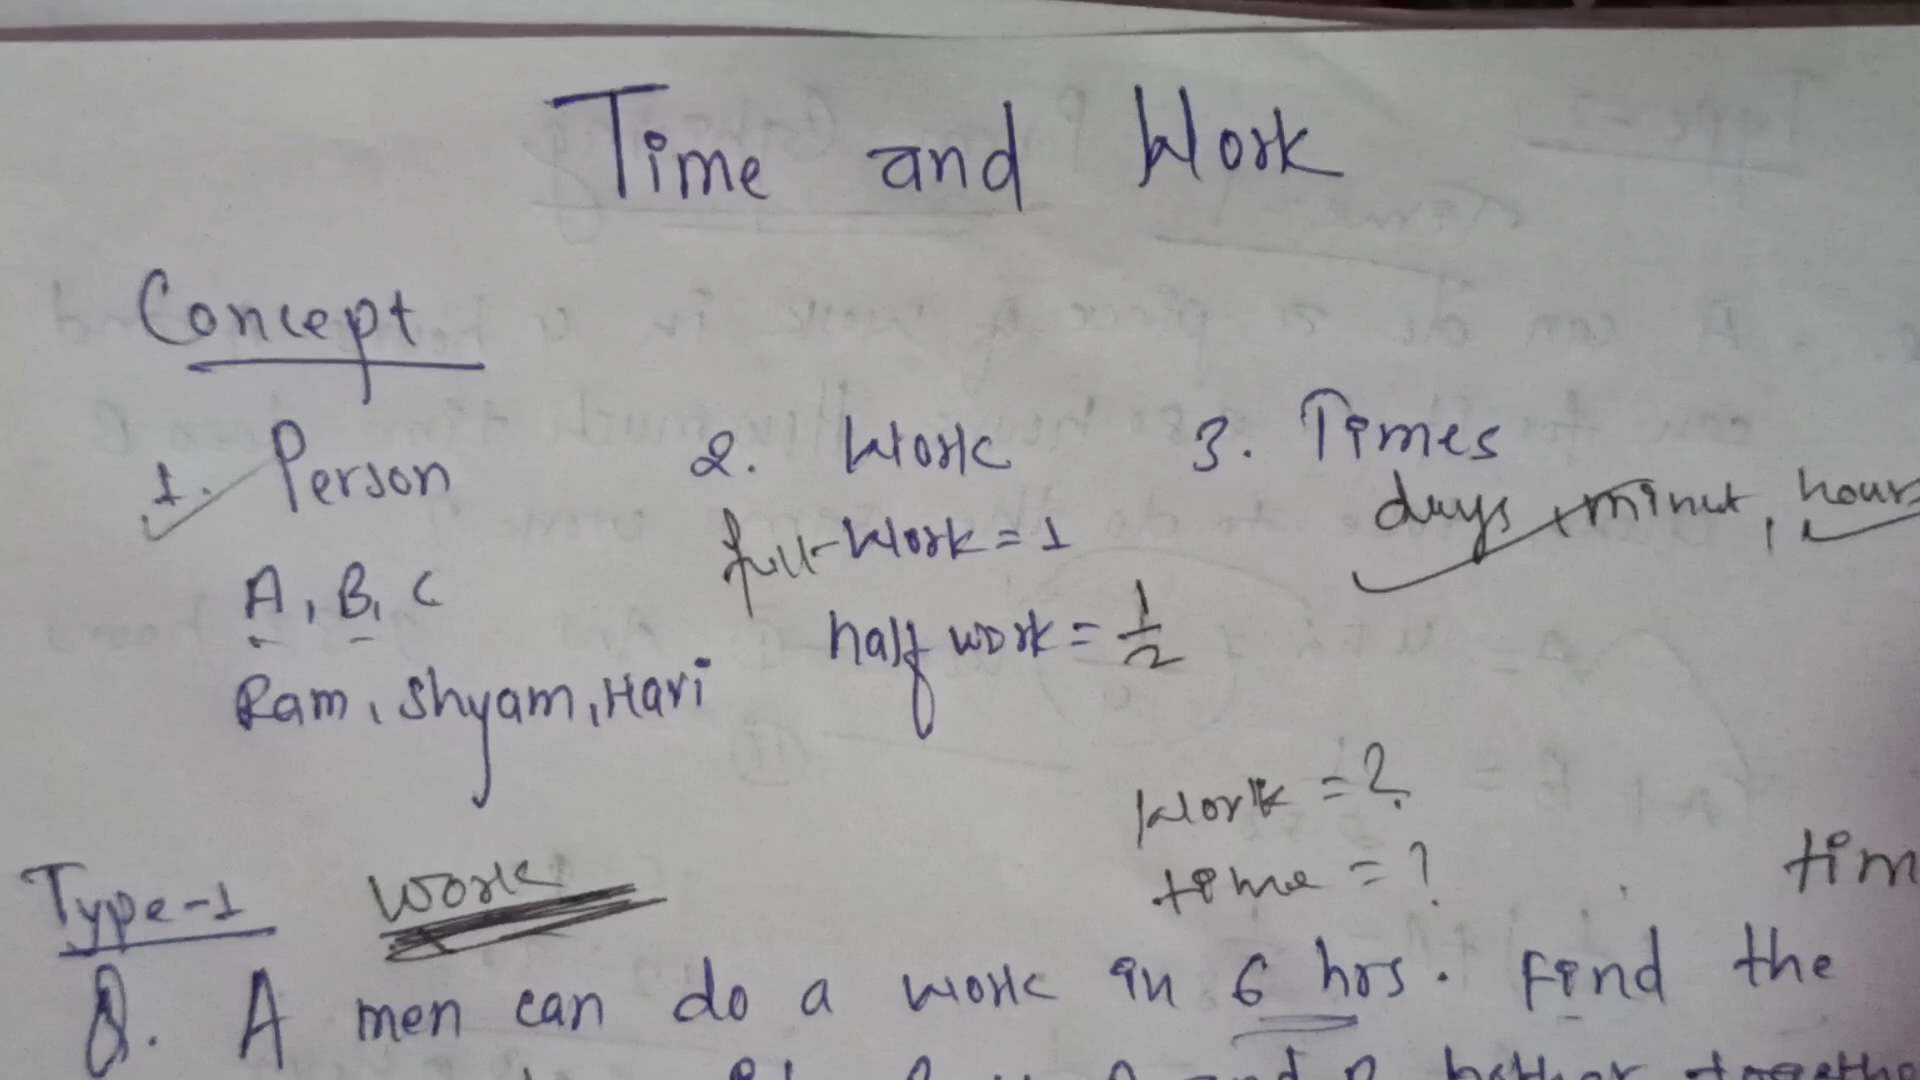 Time and Work
Concept
1. Person 2. Work 3. Times
days, minut, hours
full work = 1
A, B, C
half work = 1/2
Ram, Shyam, Hari
work = ?
time = ?
Type-1 work tim
Q. A men can do a work in 6 hrs. Find the